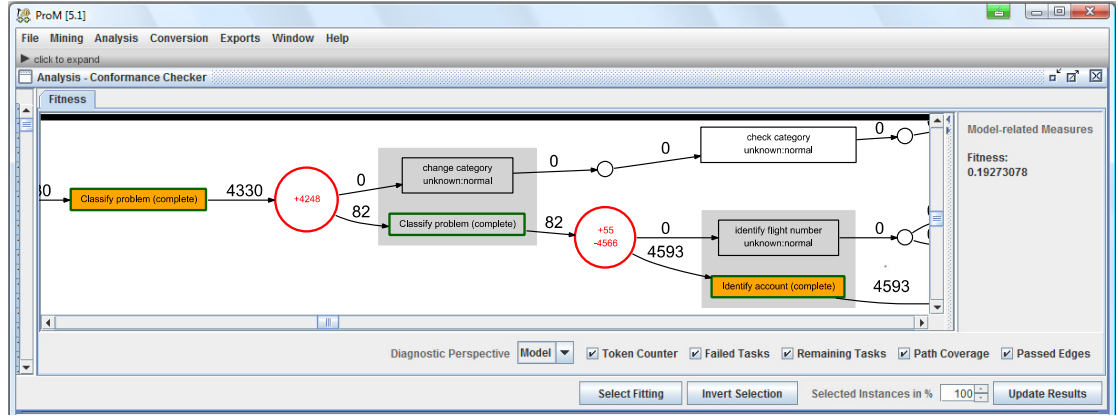 ProM [5.1]
File Mining Analysis Conversion Exports Window Help
click to expand
Analysis - Conformance Checker
Fitness
0
check category
unknown:normal
0
Model-related Measures
Fitness:
0.19273078
change category
unknown:normal
0
0
Classify problem (complete)
4330
+4248
82
Classify problem (complete)
82
+55
-4566
0
identify flight number
unknown:normal
0
4593
Identify account (complete)
4593
Diagnostic Perspective Model Token Counter Failed Tasks Remaining Tasks Path Coverage Passed Edges
Select Fitting Invert Selection Selected Instances in % 100 Update Results